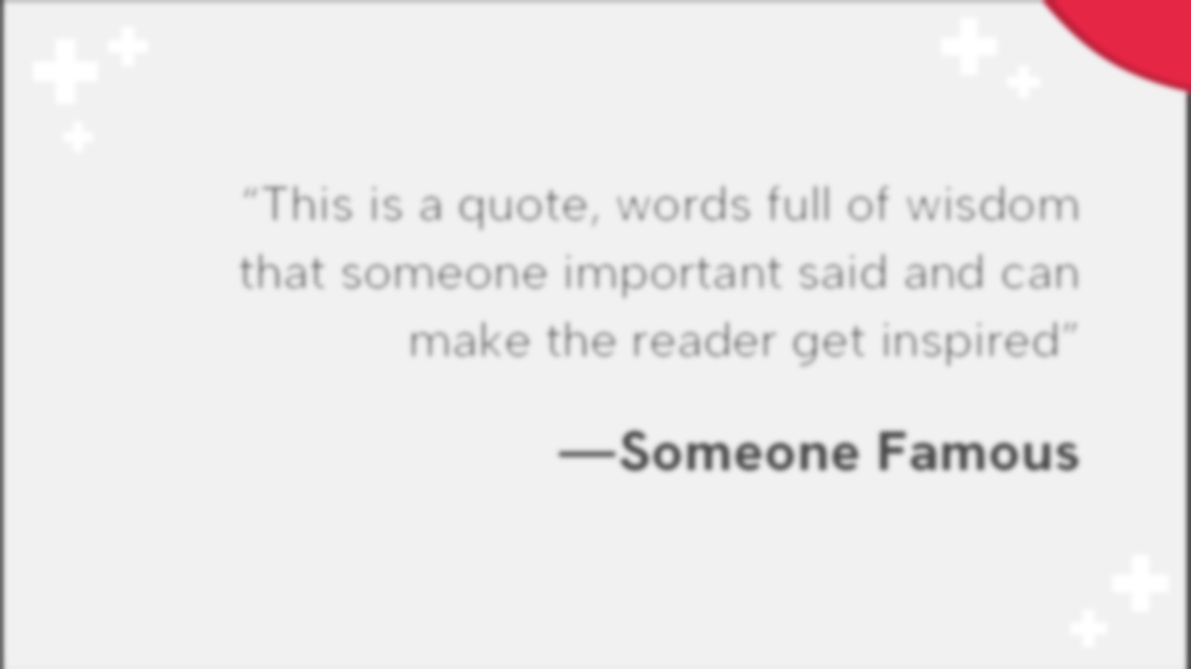 “This is a quote, words full of wisdom
that someone important said and can
make the reader get inspired”
—Someone Famous